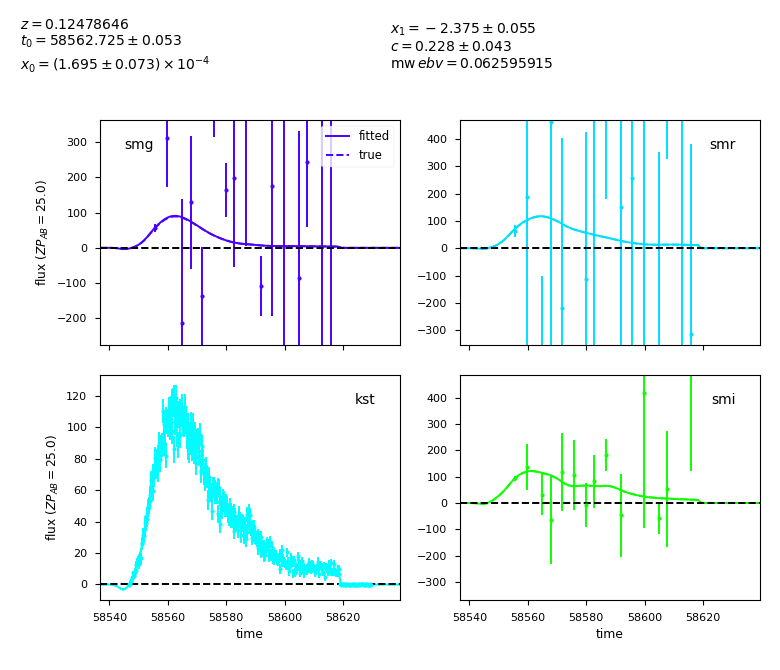 z = 0.12478646
t₀ = 58562.725 ± 0.053
x₀ = (1.695 ± 0.073) × 10⁻⁴
x₁ = −2.375 ± 0.055
c = 0.228 ± 0.043
mw ebv = 0.062595915
smg
fitted
true
300
200
100
0
−100
−200
flux (ZP_AB = 25.0)
smr
400
300
200
100
0
−100
−200
−300
kst
120
100
80
60
40
20
0
flux (ZP_AB = 25.0)
58540 58560 58580 58600 58620
time
smi
400
300
200
100
0
−100
−200
−300
58540 58560 58580 58600 58620
time